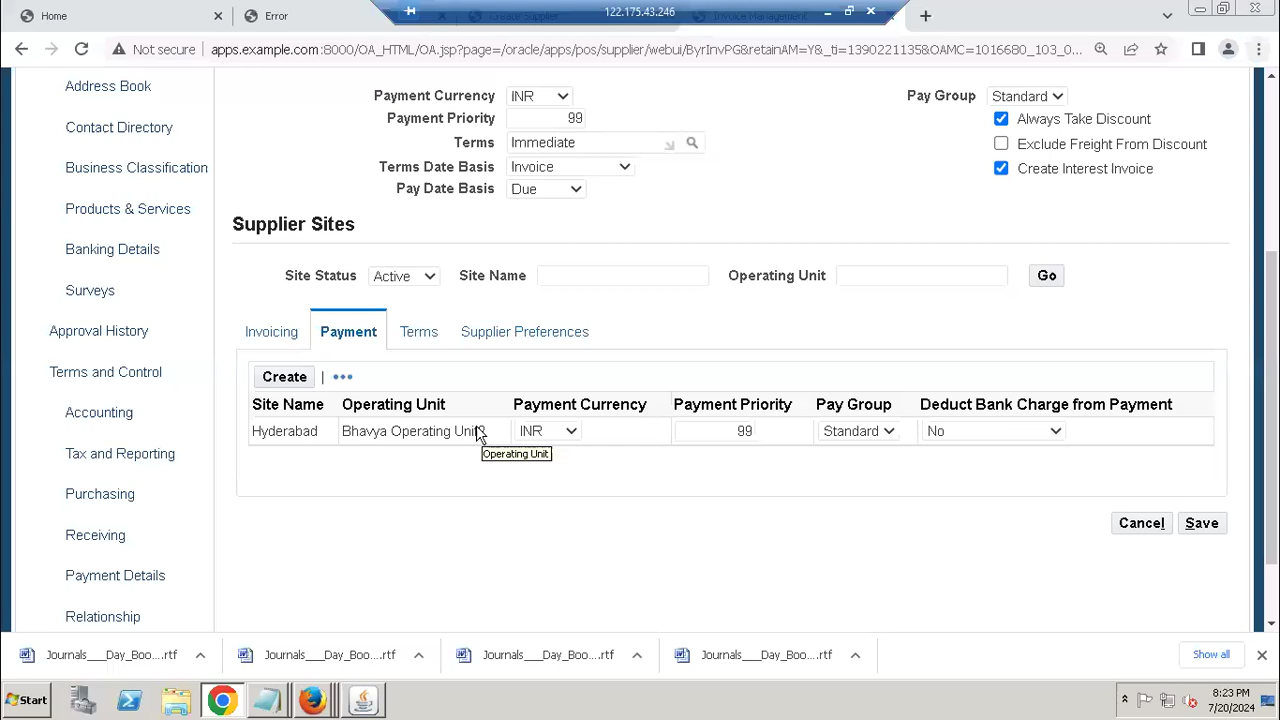 Home
Error
122.175.43.246
Not secure
apps.example.com:8000/OA_HTML/OA.jsp?page=/oracle/apps/pos/supplier/webui/ByrInvPG&retainAM=Y&_ti=1390221135&OAMC=1016680_103_0...
Address Book
Contact Directory
Business Classification
Products & Services
Banking Details
Surveys
Approval History
Terms and Control
Accounting
Tax and Reporting
Purchasing
Receiving
Payment Details
Relationship
Payment Currency INR
Payment Priority 99
Terms Immediate
Terms Date Basis Invoice
Pay Date Basis Due
Pay Group Standard
Always Take Discount
Exclude Freight From Discount
Create Interest Invoice
Supplier Sites
Site Status Active Site Name Operating Unit Go
Invoicing Payment Terms Supplier Preferences
Create | •••
Site Name Operating Unit Payment Currency Payment Priority Pay Group Deduct Bank Charge from Payment
Hyderabad Bhavya Operating Unit INR 99 Standard No
Operating Unit
Cancel Save
Journals___Day_Boo....rtf
Journals___Day_Boo....rtf
Journals___Day_Boo....rtf
Journals___Day_Boo....rtf
Show all
Start
8:23 PM
7/20/2024